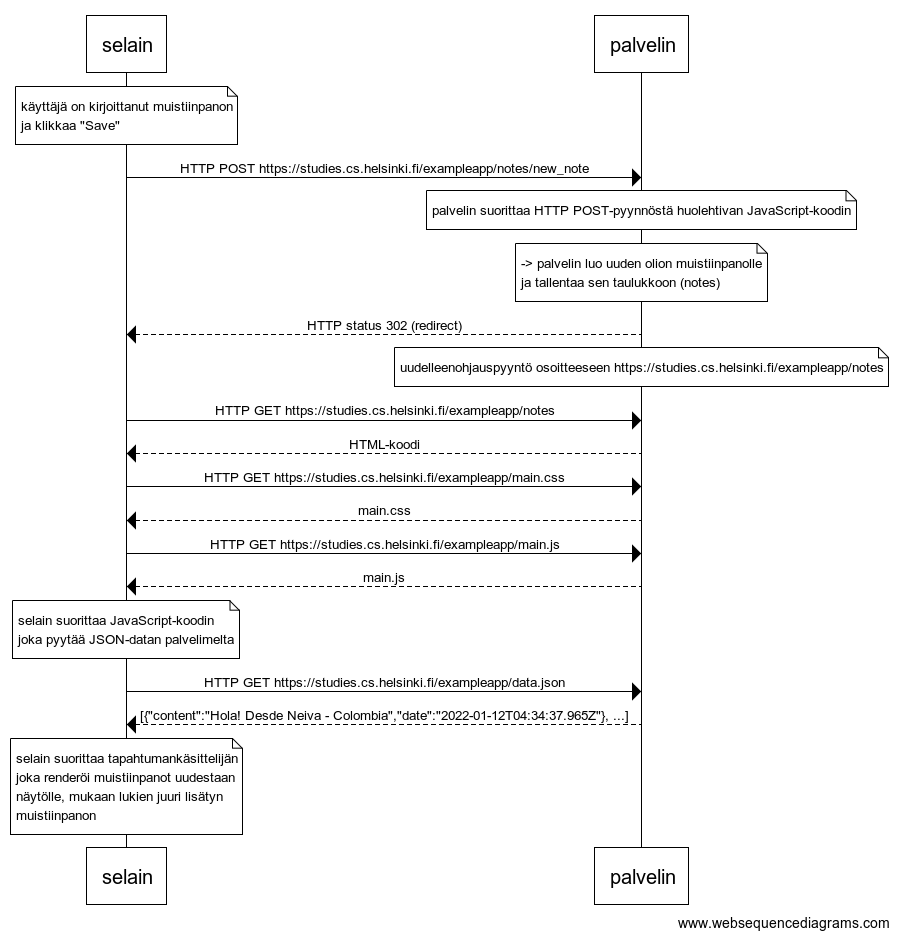 selain
palvelin
käyttäjä on kirjoittanut muistiinpanon
ja klikkaa "Save"
HTTP POST https://studies.cs.helsinki.fi/exampleapp/notes/new_note
palvelin suorittaa HTTP POST-pyynnöstä huolehtivan JavaScript-koodin
-> palvelin luo uuden olion muistiinpanolle
ja tallentaa sen taulukkoon (notes)
HTTP status 302 (redirect)
uudelleenohjauspyyntö osoitteeseen https://studies.cs.helsinki.fi/exampleapp/notes
HTTP GET https://studies.cs.helsinki.fi/exampleapp/notes
HTML-koodi
HTTP GET https://studies.cs.helsinki.fi/exampleapp/main.css
main.css
HTTP GET https://studies.cs.helsinki.fi/exampleapp/main.js
main.js
selain suorittaa JavaScript-koodin
joka pyytää JSON-datan palvelimelta
HTTP GET https://studies.cs.helsinki.fi/exampleapp/data.json
[{"content":"Hola! Desde Neiva - Colombia","date":"2022-01-12T04:34:37.965Z"}, ...]
selain suorittaa tapahtumankäsittelijän
joka renderöi muistiinpanot uudestaan
näytölle, mukaan lukien juuri lisätyn
muistiinpanon
selain
palvelin
www.websequencediagrams.com